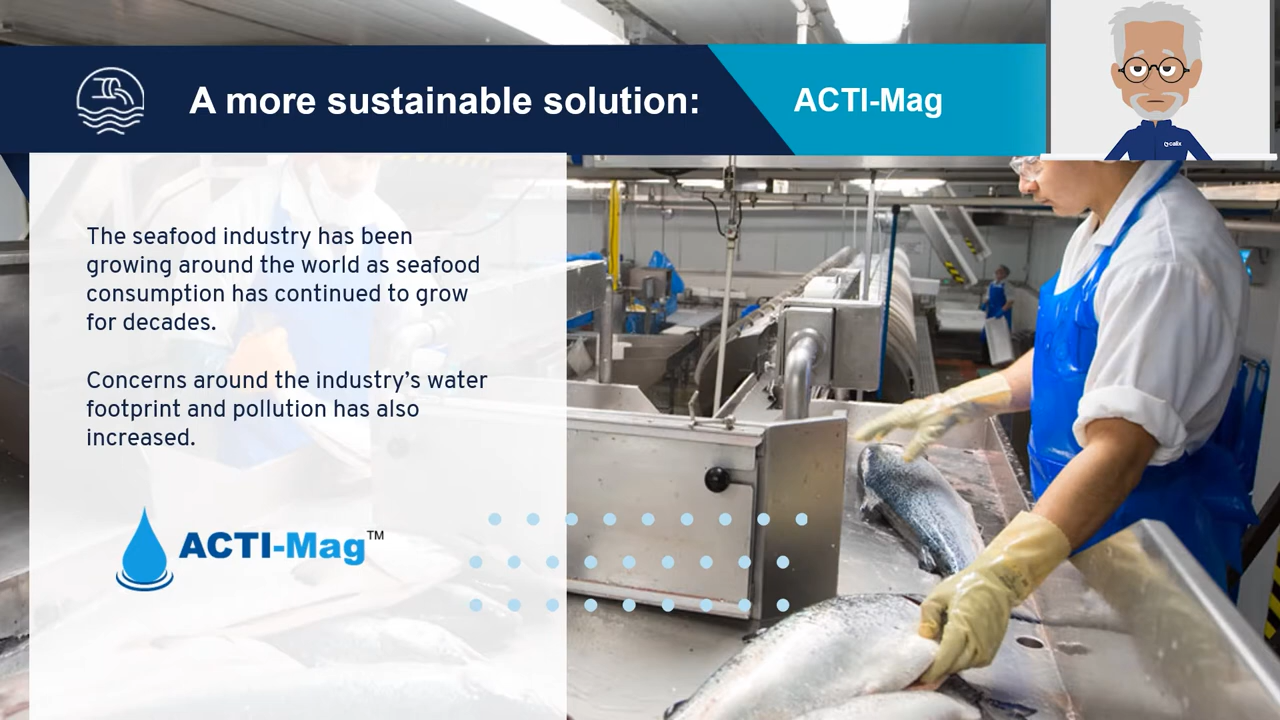 A more sustainable solution:
ACTI-Mag
calix
The seafood industry has been
growing around the world as seafood
consumption has continued to grow
for decades.
Concerns around the industry’s water
footprint and pollution has also
increased.
ACTI-Mag™